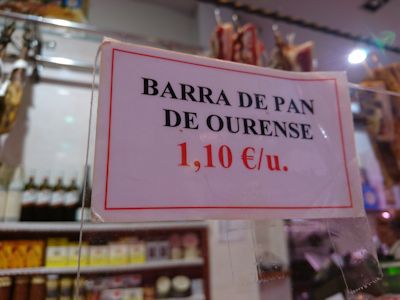 BARRA DE PAN
DE OURENSE
1,10 €/u.